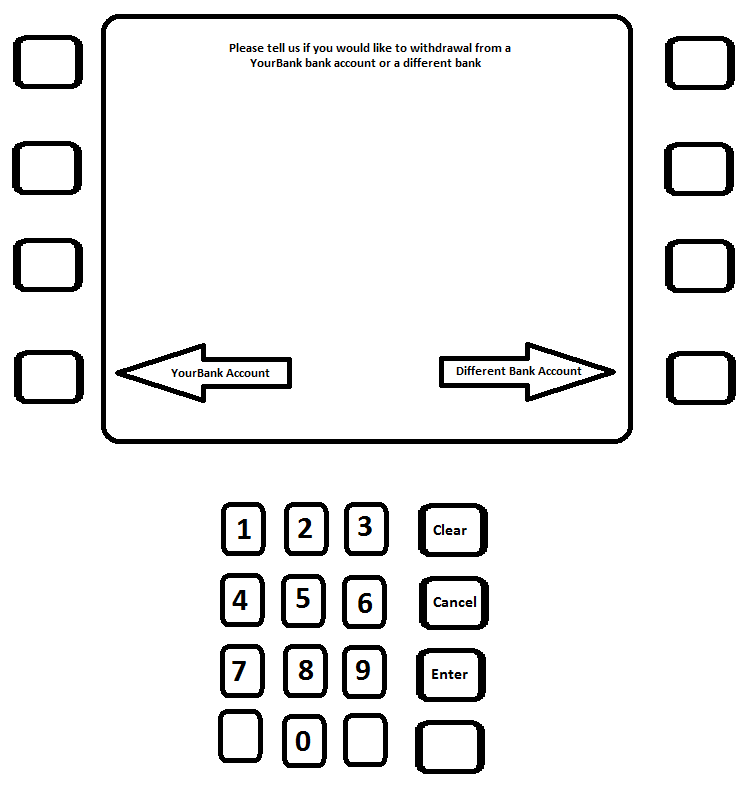 Please tell us if you would like to withdrawal from a
YourBank bank account or a different bank
YourBank Account
Different Bank Account
1 2 3 Clear
4 5 6 Cancel
7 8 9 Enter
0